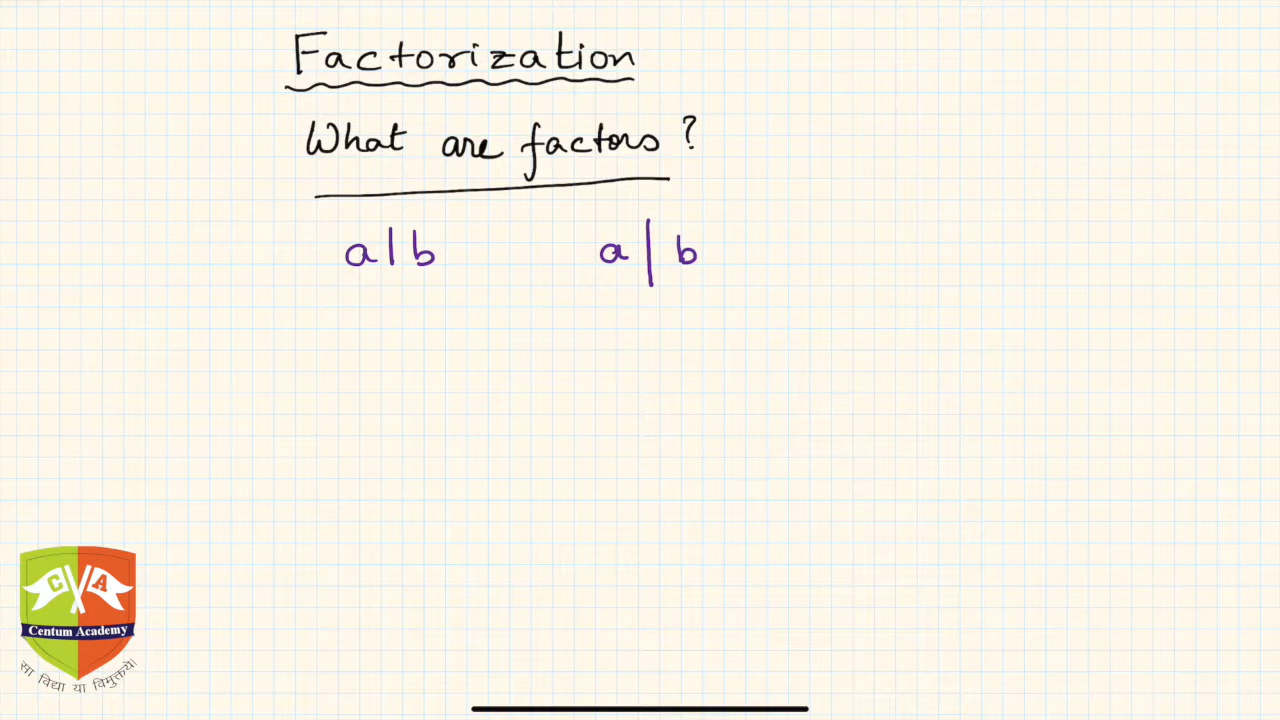 Factorization
What are factors?
a|b a|b
C A
Centum Academy
सा विद्या या विमुक्तये।